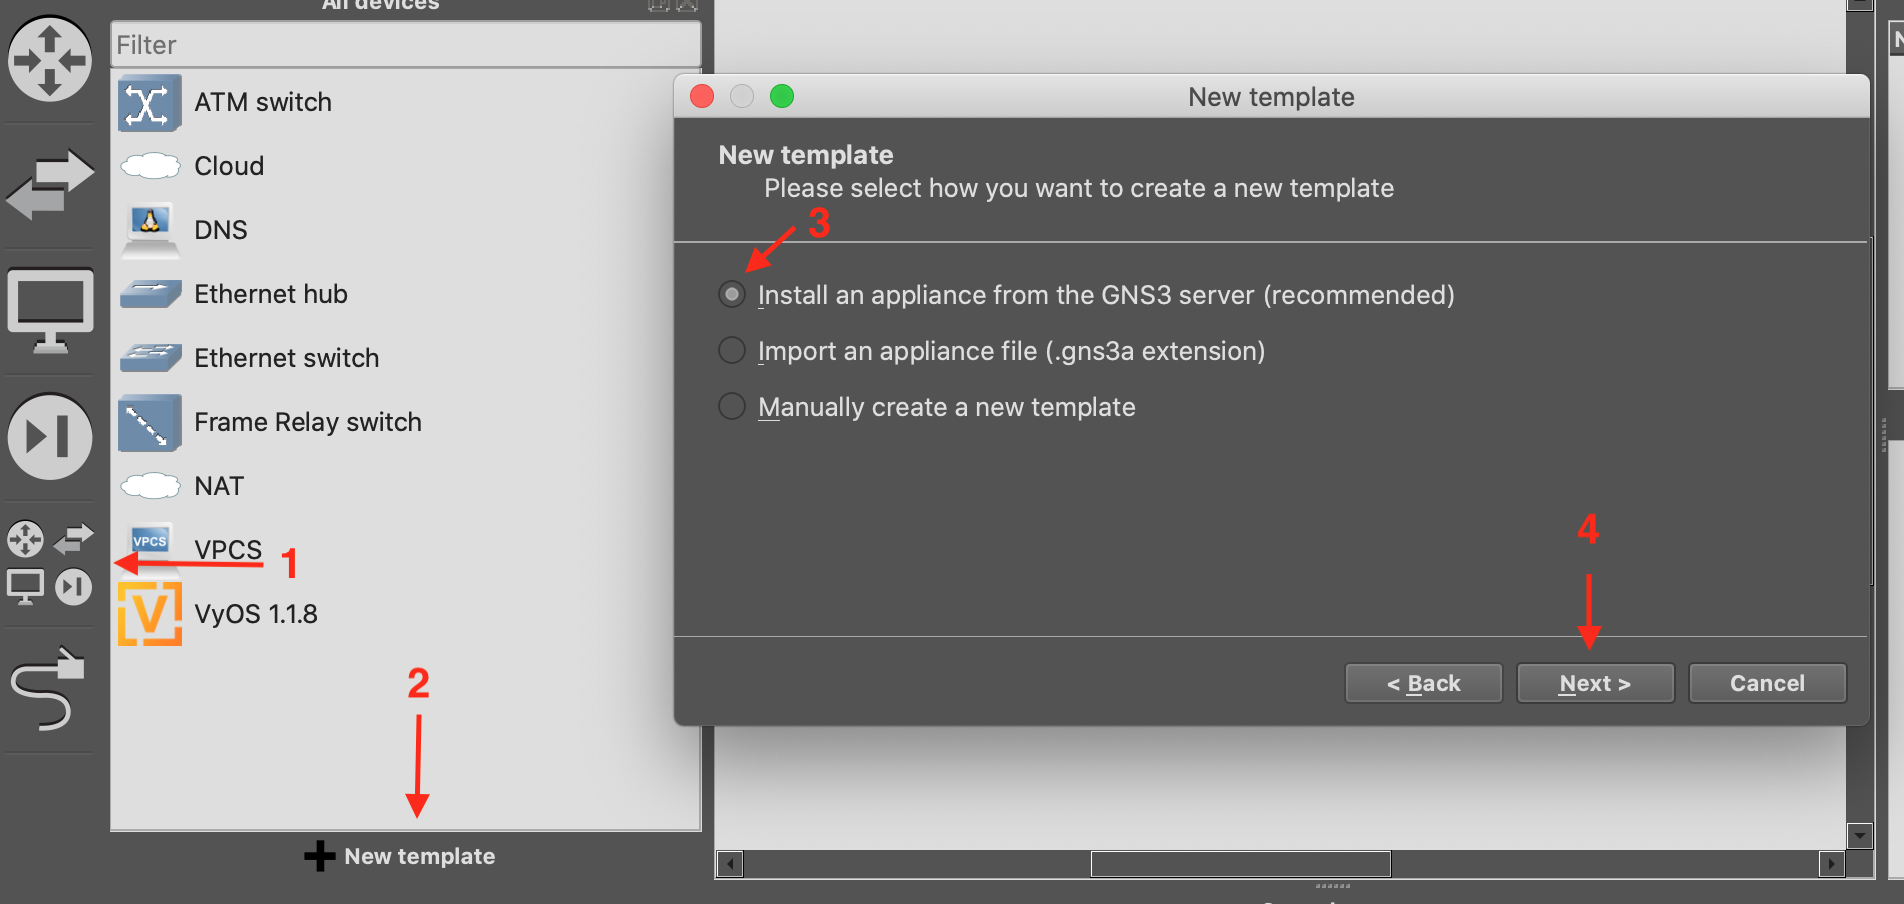 All devices
Filter
ATM switch
Cloud
DNS
Ethernet hub
Ethernet switch
Frame Relay switch
NAT
VPCS
VPCS
1
VyOS 1.1.8
2
New template
New template
New template
Please select how you want to create a new template
3
Install an appliance from the GNS3 server (recommended)
Import an appliance file (.gns3a extension)
Manually create a new template
4
< Back
Next >
Cancel